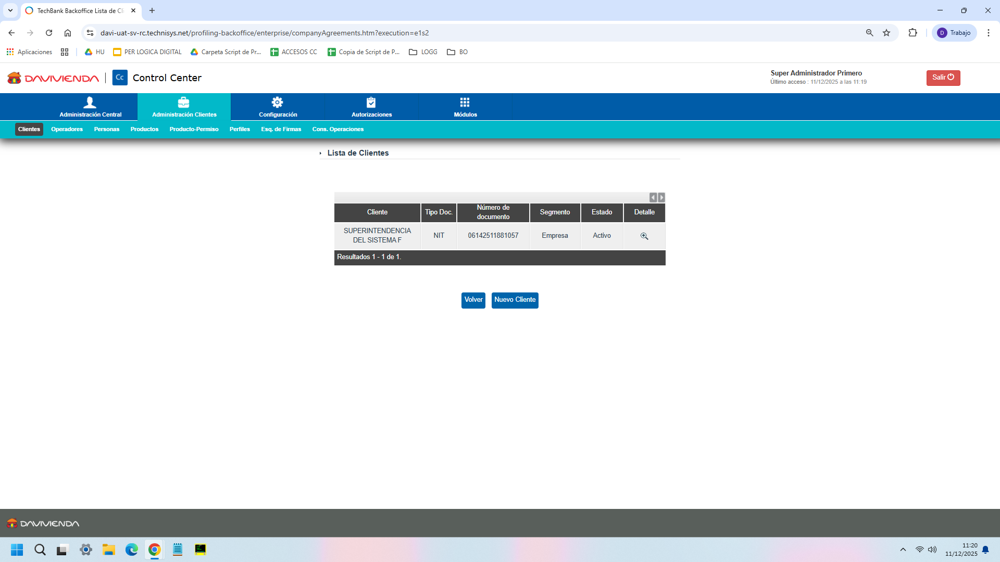 TechBank Backoffice Lista de Cli
davi-uat-sv-rc.technisys.net/profiling-backoffice/enterprise/companyAgreements.htm?execution=e1s2
D Trabajo
Aplicaciones
HU
PER LOGICA DIGITAL
Carpeta Script de Pr...
ACCESOS CC
Copia de Script de P...
LOGG
BO
DAVIVIENDA
Cc
Control Center
Super Administrador Primero
Último acceso : 11/12/2025 a las 11:19
Salir
Administración Central
Administración Clientes
Configuración
Autorizaciones
Módulos
Clientes
Operadores
Personas
Productos
Producto-Permiso
Perfiles
Esq. de Firmas
Cons. Operaciones
Lista de Clientes
Cliente
Tipo Doc.
Número de
documento
Segmento
Estado
Detalle
SUPERINTENDENCIA
DEL SISTEMA F
NIT
06142511881057
Empresa
Activo
Resultados 1 - 1 de 1.
Volver
Nuevo Cliente
DAVIVIENDA
11:20
11/12/2025